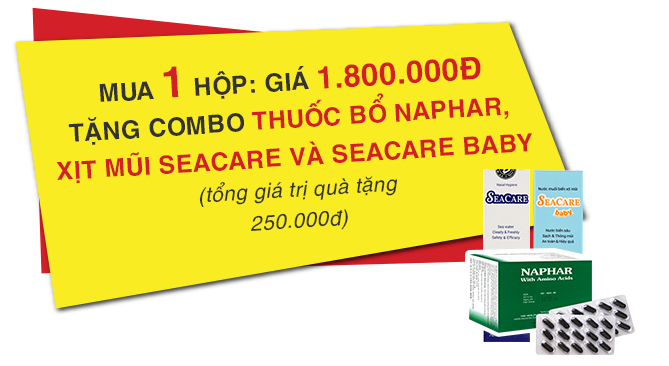 MUA 1 HỘP: GIÁ 1.800.000Đ
TẶNG COMBO THUỐC BỔ NAPHAR,
XỊT MŨI SEACARE VÀ SEACARE BABY
(tổng giá trị quà tặng
250.000đ)
Nasal Hygiene
SEACARE
Sea water
Cleanly & Freshly
Safety & Efficacy
Nước muối biển xịt mũi
SEACARE
baby
Nước biển sâu
Sạch & Thông mũi
An toàn & Hiệu quả
NAPHAR
With Amino Acids